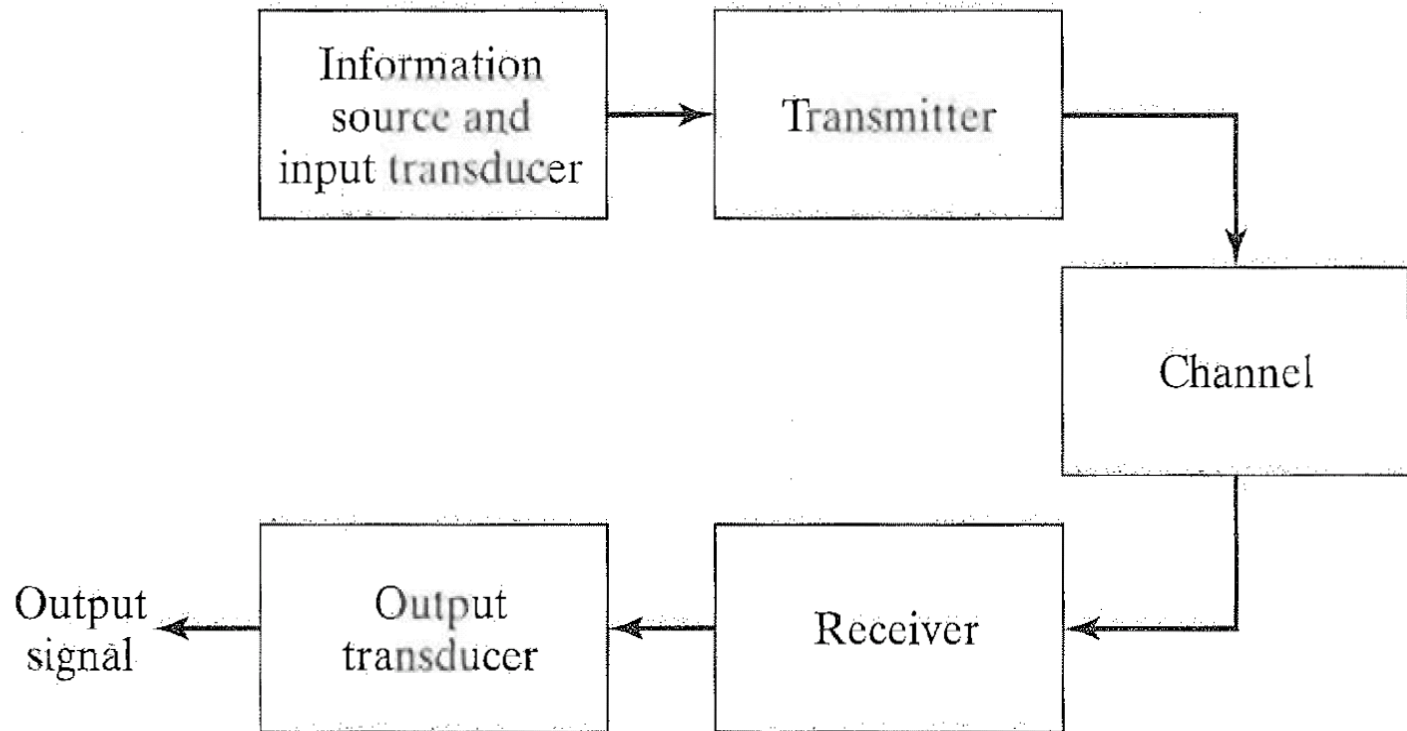 Information
source and
input transducer
Transmitter
Channel
Receiver
Output
transducer
Output
signal